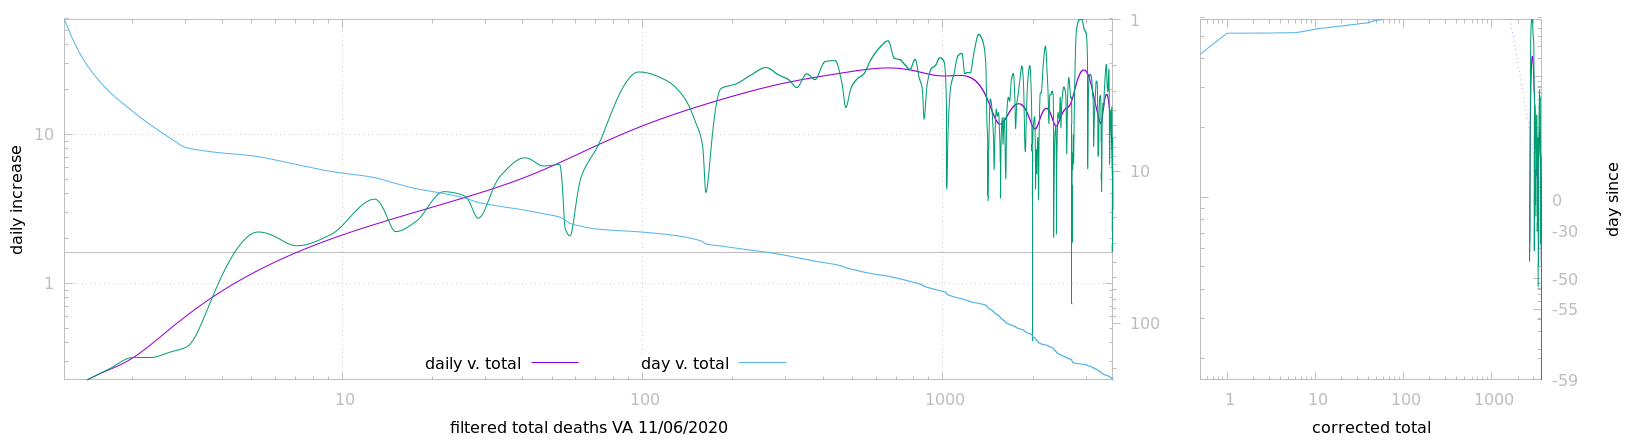 daily increase
10
1
10
100
1000
1
10
100
daily v. total
day v. total
filtered total deaths VA 11/06/2020
1
10
100
1000
0
-30
-50
-55
-59
day since
corrected total